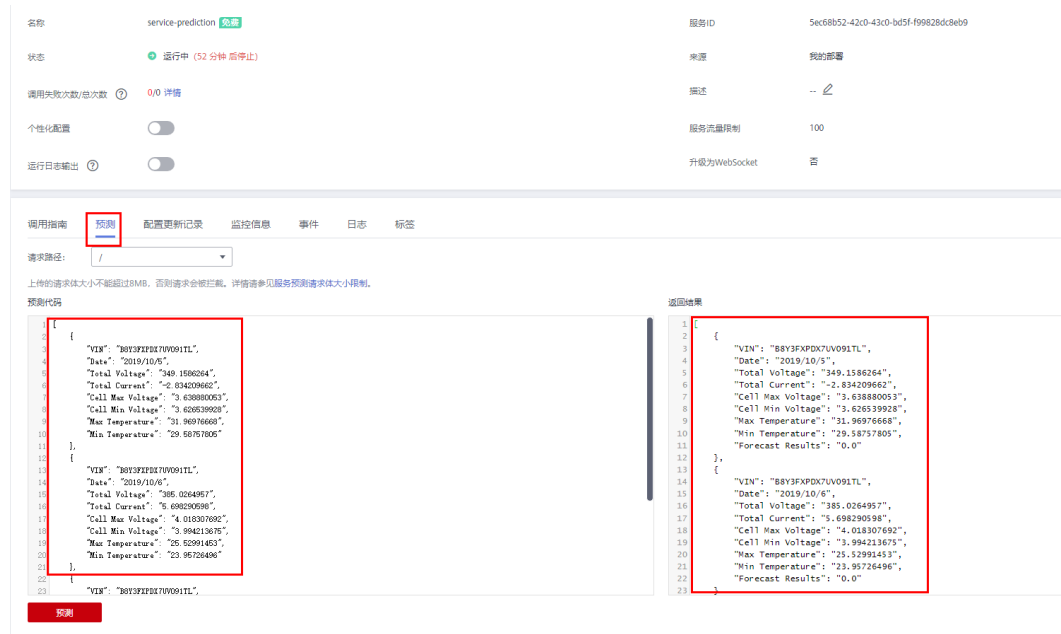 名称 service-prediction 免费 服务ID 5ec68b52-42c0-43c0-bd5f-f99828dc8eb9
状态 运行中 (52 分钟 后停止) 来源 我的部署
调用失败次数/总次数 ? 0/0 详情 描述 --
个性化配置 服务流量限制 100
运行日志输出 ? 升级为WebSocket 否
调用指南 预测 配置更新记录 监控信息 事件 日志 标签
请求路径: /
上传的请求体大小不能超过8MB，否则请求会被拦截。详情请参见服务预测请求体大小限制。
预测代码
1 [
2 {
3 "VIN": "B8Y3FXPDX7UV091TL",
4 "Date": "2019/10/5",
5 "Total Voltage": "349.1586264",
6 "Total Current": "-2.834209662",
7 "Cell Max Voltage": "3.638880053",
8 "Cell Min Voltage": "3.626539928",
9 "Max Temperature": "31.96976668",
10 "Min Temperature": "29.58757805"
11 },
12 {
13 "VIN": "B8Y3FXPDX7UV091TL",
14 "Date": "2019/10/6",
15 "Total Voltage": "385.0264957",
16 "Total Current": "5.698290598",
17 "Cell Max Voltage": "4.018307692",
18 "Cell Min Voltage": "3.994213675",
19 "Max Temperature": "25.52991453",
20 "Min Temperature": "23.95726496"
21 },
22 {
23 "VIN": "B8Y3FXPDX7UV091TL",
预测
返回结果
1 [
2 {
3 "VIN": "B8Y3FXPDX7UV091TL",
4 "Date": "2019/10/5",
5 "Total Voltage": "349.1586264",
6 "Total Current": "-2.834209662",
7 "Cell Max Voltage": "3.638880053",
8 "Cell Min Voltage": "3.626539928",
9 "Max Temperature": "31.96976668",
10 "Min Temperature": "29.58757805",
11 "Forecast Results": "0.0"
12 },
13 {
14 "VIN": "B8Y3FXPDX7UV091TL",
15 "Date": "2019/10/6",
16 "Total Voltage": "385.0264957",
17 "Total Current": "5.698290598",
18 "Cell Max Voltage": "4.018307692",
19 "Cell Min Voltage": "3.994213675",
20 "Max Temperature": "25.52991453",
21 "Min Temperature": "23.95726496",
22 "Forecast Results": "0.0"
23 }